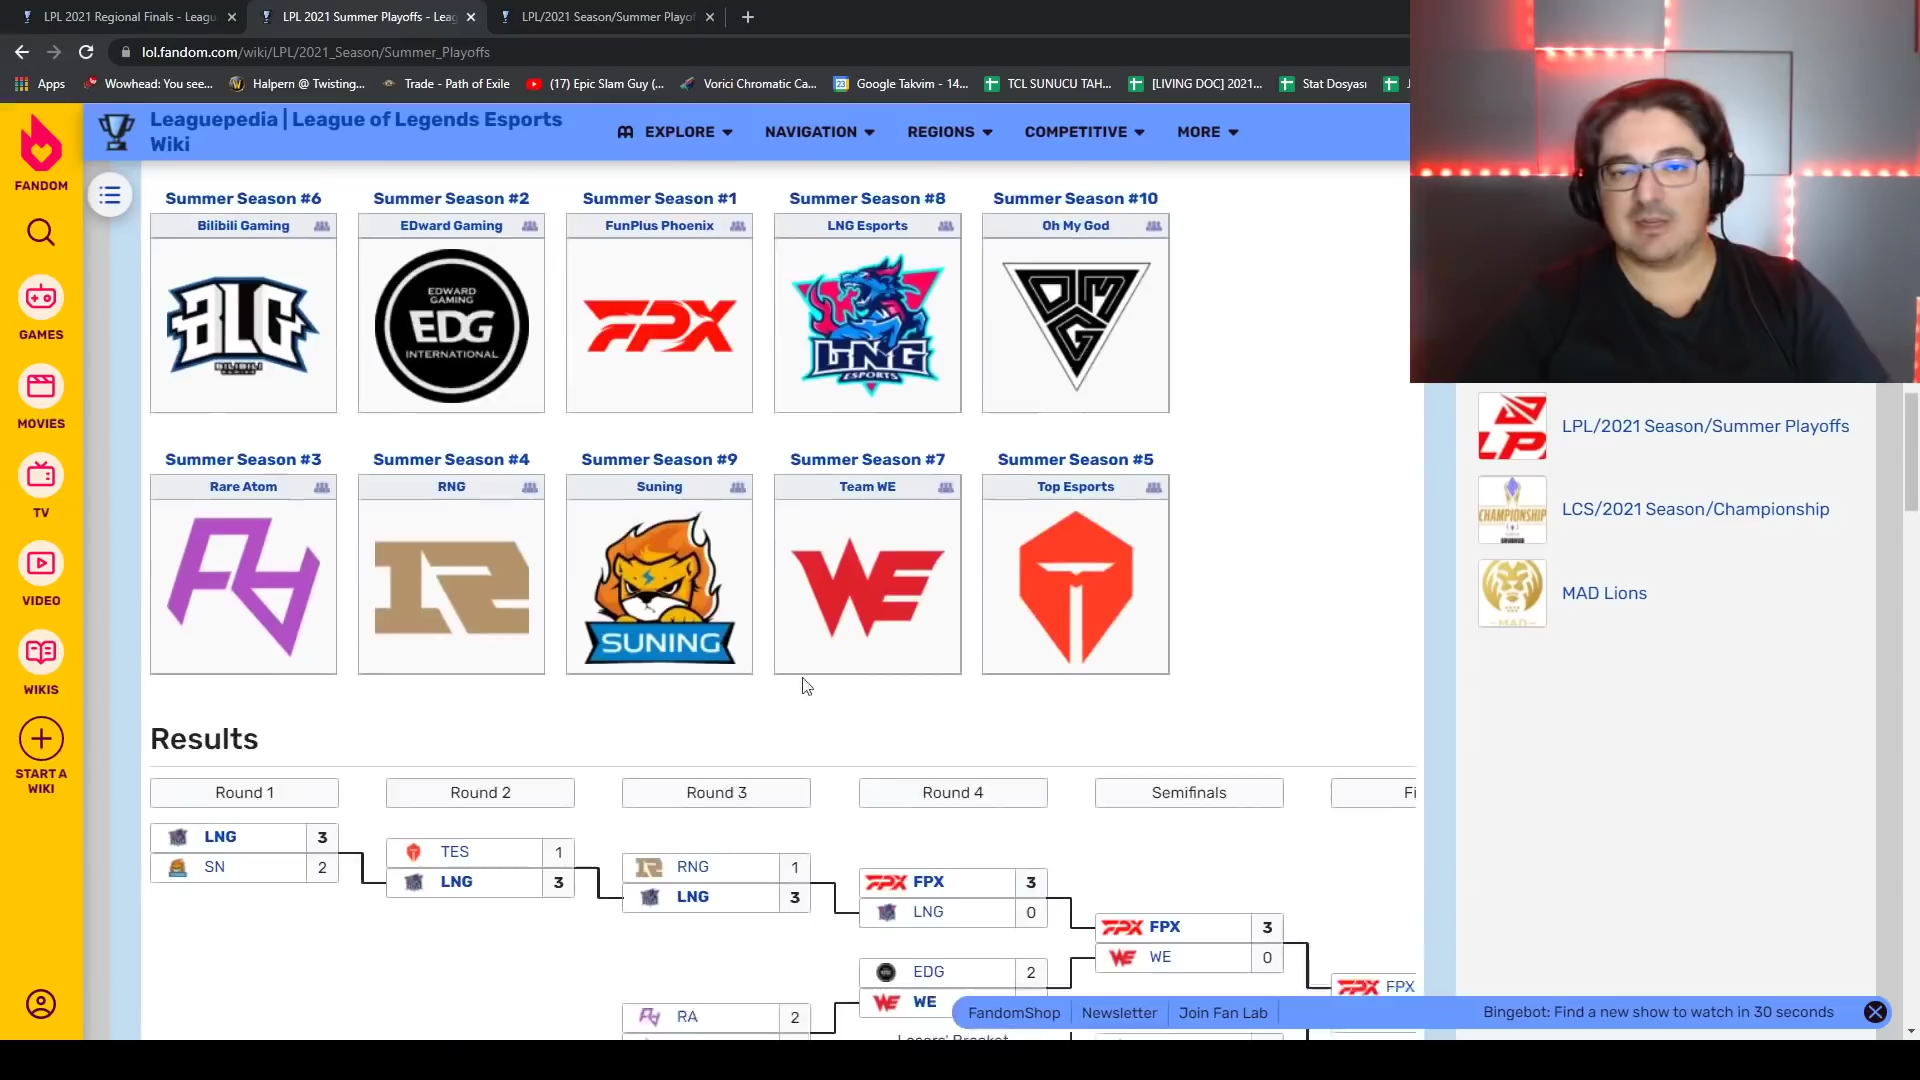 LPL 2021 Regional Finals - Leagu
LPL 2021 Summer Playoffs - Leag
LPL/2021 Season/Summer Playof
lol.fandom.com/wiki/LPL/2021_Season/Summer_Playoffs
Apps
Wowhead: You see...
Halpern @ Twisting...
Trade - Path of Exile
(17) Epic Slam Guy (...
Vorici Chromatic Ca...
Google Takvim - 14...
TCL SUNUCU TAH...
[LIVING DOC] 2021...
Stat Dosyası
Leaguepedia | League of Legends Esports
Wiki
EXPLORE
NAVIGATION
REGIONS
COMPETITIVE
MORE
FANDOM
GAMES
MOVIES
TV
VIDEO
WIKIS
START A
WIKI
Summer Season #6
Summer Season #2
Summer Season #1
Summer Season #8
Summer Season #10
Bilibili Gaming
EDward Gaming
FunPlus Phoenix
LNG Esports
Oh My God
BLG
BILIBILI
EDWARD
GAMING
EDG
INTERNATIONAL
FPX
LNG
ESPORTS
OMG
Summer Season #3
Summer Season #4
Summer Season #9
Summer Season #7
Summer Season #5
Rare Atom
RNG
Suning
Team WE
Top Esports
RA
R
SUNING
WE
T
Results
Round 1
Round 2
Round 3
Round 4
Semifinals
Fi
LNG 3
SN 2
TES 1
LNG 3
RNG 1
LNG 3
FPX 3
LNG 0
FPX 3
WE 0
EDG 2
WE
FPX
RA 2
Losers' Bracket
LPL/2021 Season/Summer Playoffs
CHAMPIONSHIP
LCS/2021 Season/Championship
MAD
MAD Lions
FandomShop
Newsletter
Join Fan Lab
Bingebot: Find a new show to watch in 30 seconds